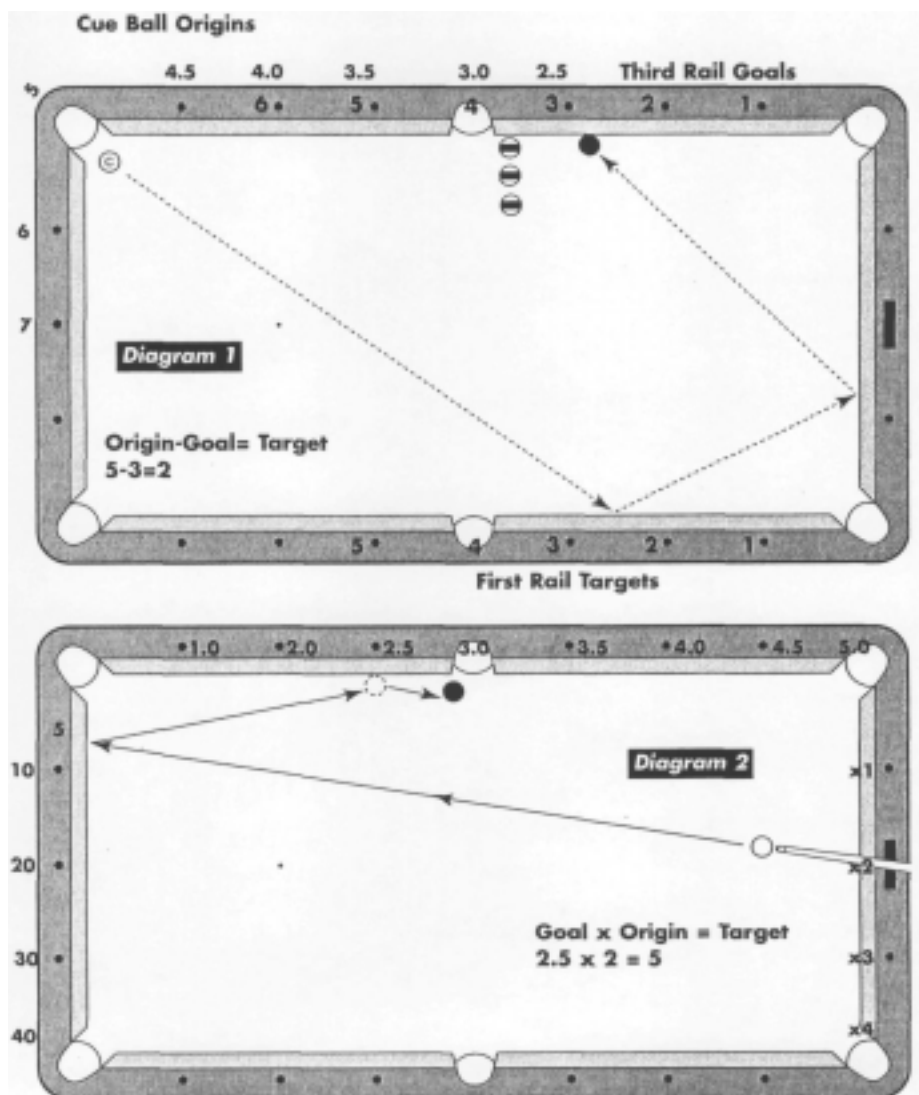 Cue Ball Origins
5 4.5 4.0 3.5 3.0 2.5 Third Rail Goals
6 5 4 3 2 1
C
6
7
Diagram 1
Origin-Goal= Target
5-3=2
5 4 3 2 1
First Rail Targets
1.0 2.0 2.5 3.0 3.5 4.0 4.5 5.0
5
Diagram 2
10 x1
20 x2
Goal x Origin = Target
2.5 x 2 = 5
30 x3
40 x4